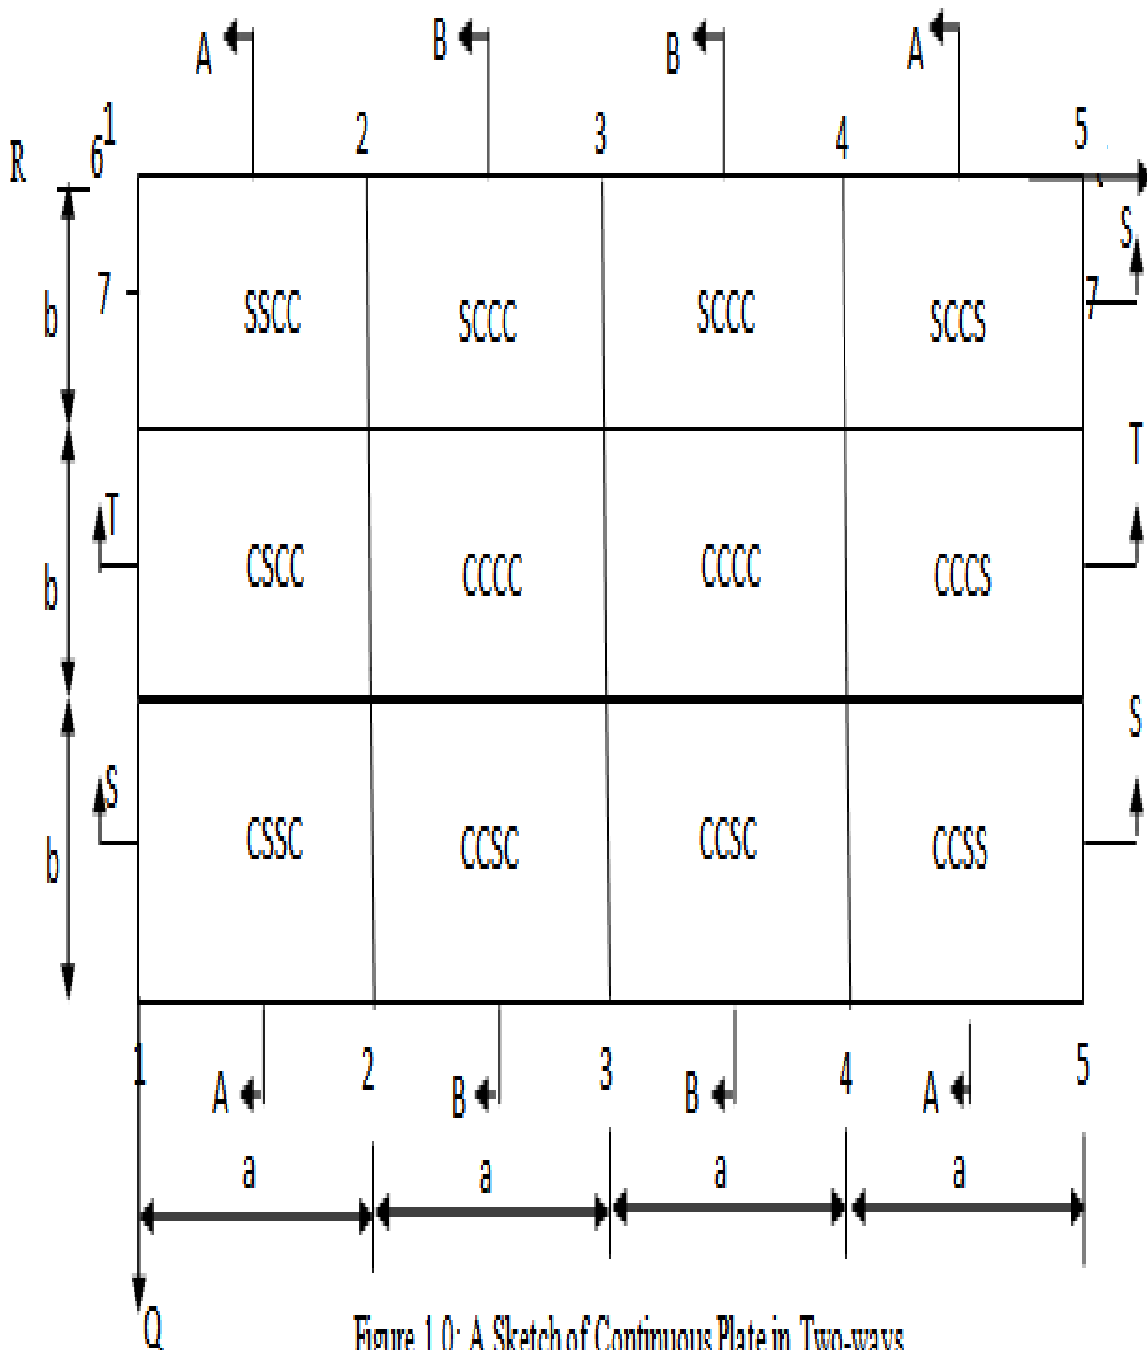 A B B A
1 2 3 4 5
R 6
S
b 7 SSCC SCCC SCCC SCCS 7
T
T
b CSCC CCCC CCCC CCCS
S
S
b CSSC CCSC CCSC CCSS
1 2 3 4 5
A B B A
a a a a
Q
Figure 1.0: A Sketch of Continuous Plate in Two-ways